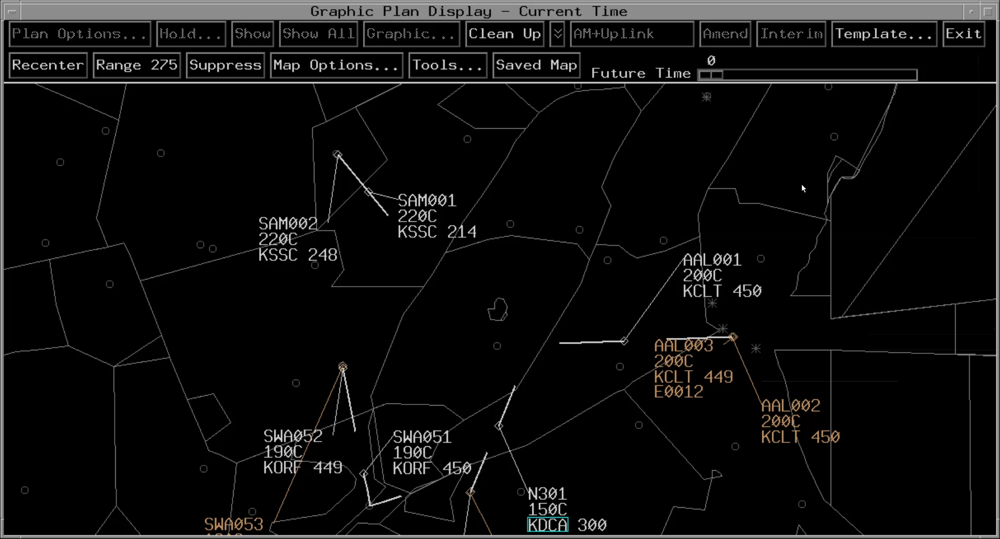 Graphic Plan Display - Current Time
Plan Options... Hold... Show Show All Graphic... Clean Up AM+Uplink Amend Interim Template... Exit
Recenter Range 275 Suppress Map Options... Tools... Saved Map Future Time 0
SAM001
220C
KSSC 214
SAM002
220C
KSSC 248
AAL001
200C
KCLT 450
AAL003
200C
KCLT 449
E0012
AAL002
200C
KCLT 450
SWA052
190C
KORF 449
SWA051
190C
KORF 450
N301
150C
KDCA 300
SWA053